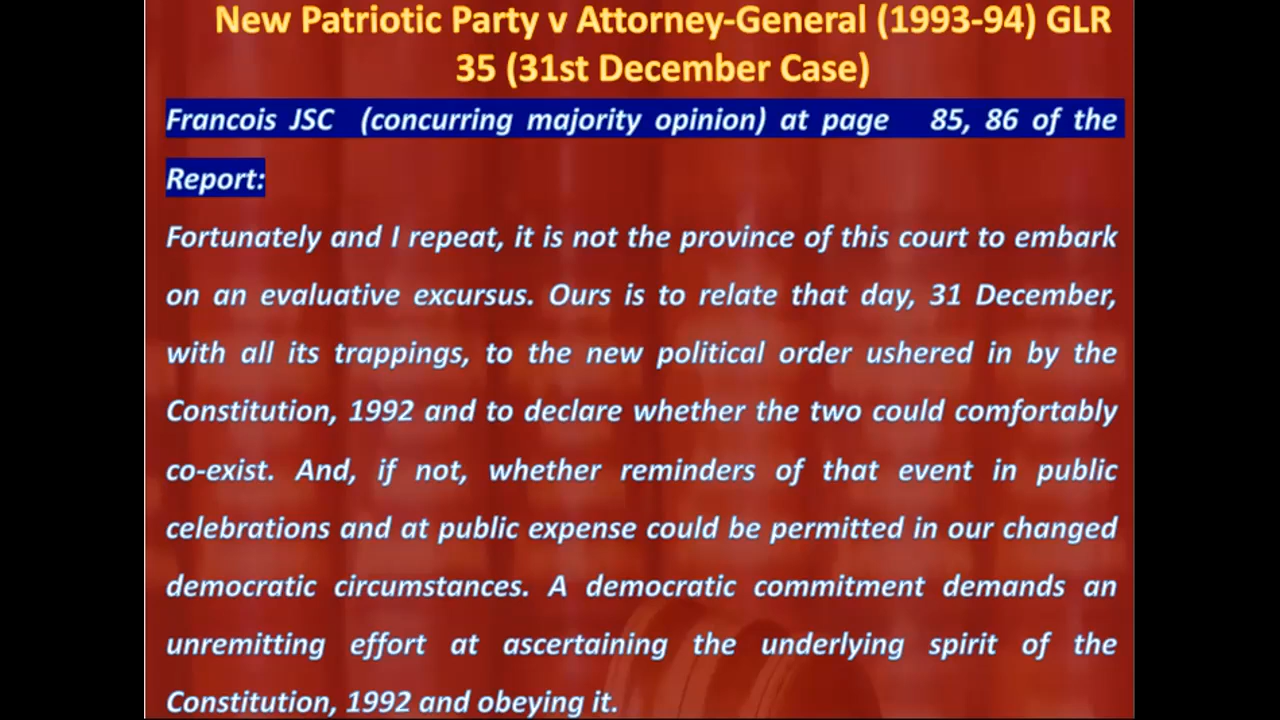 New Patriotic Party v Attorney-General (1993-94) GLR
35 (31st December Case)
Francois JSC (concurring majority opinion) at page 85, 86 of the
Report:
Fortunately and I repeat, it is not the province of this court to embark
on an evaluative excursus. Ours is to relate that day, 31 December,
with all its trappings, to the new political order ushered in by the
Constitution, 1992 and to declare whether the two could comfortably
co-exist. And, if not, whether reminders of that event in public
celebrations and at public expense could be permitted in our changed
democratic circumstances. A democratic commitment demands an
unremitting effort at ascertaining the underlying spirit of the
Constitution, 1992 and obeying it.